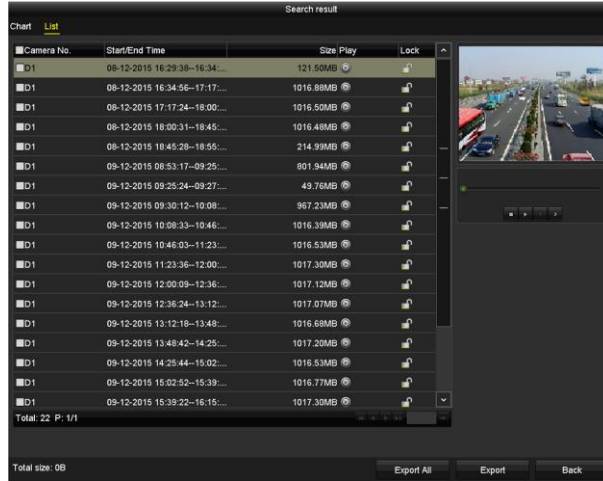 Search result
Chart List
Camera No. Start/End Time Size Play Lock
D1 08-12-2015 16:29:38--16:34:... 121.50MB
D1 08-12-2015 16:34:56--17:17:... 1016.88MB
D1 08-12-2015 17:17:24--18:00:... 1016.50MB
D1 08-12-2015 18:00:31--18:45:... 1016.48MB
D1 08-12-2015 18:45:28--18:55:... 214.99MB
D1 09-12-2015 08:53:17--09:25:... 801.94MB
D1 09-12-2015 09:25:24--09:27:... 49.76MB
D1 09-12-2015 09:30:12--10:08:... 967.23MB
D1 09-12-2015 10:08:33--10:46:... 1016.39MB
D1 09-12-2015 10:46:03--11:23:... 1016.53MB
D1 09-12-2015 11:23:36--12:00:... 1017.30MB
D1 09-12-2015 12:00:09--12:36:... 1017.12MB
D1 09-12-2015 12:36:24--13:12:... 1017.07MB
D1 09-12-2015 13:12:18--13:48:... 1016.68MB
D1 09-12-2015 13:48:42--14:25:... 1017.20MB
D1 09-12-2015 14:25:44--15:02:... 1016.53MB
D1 09-12-2015 15:02:52--15:39:... 1016.77MB
D1 09-12-2015 15:39:22--16:15:... 1017.30MB
Total: 22 P: 1/1
Total size: 0B Export All Export Back